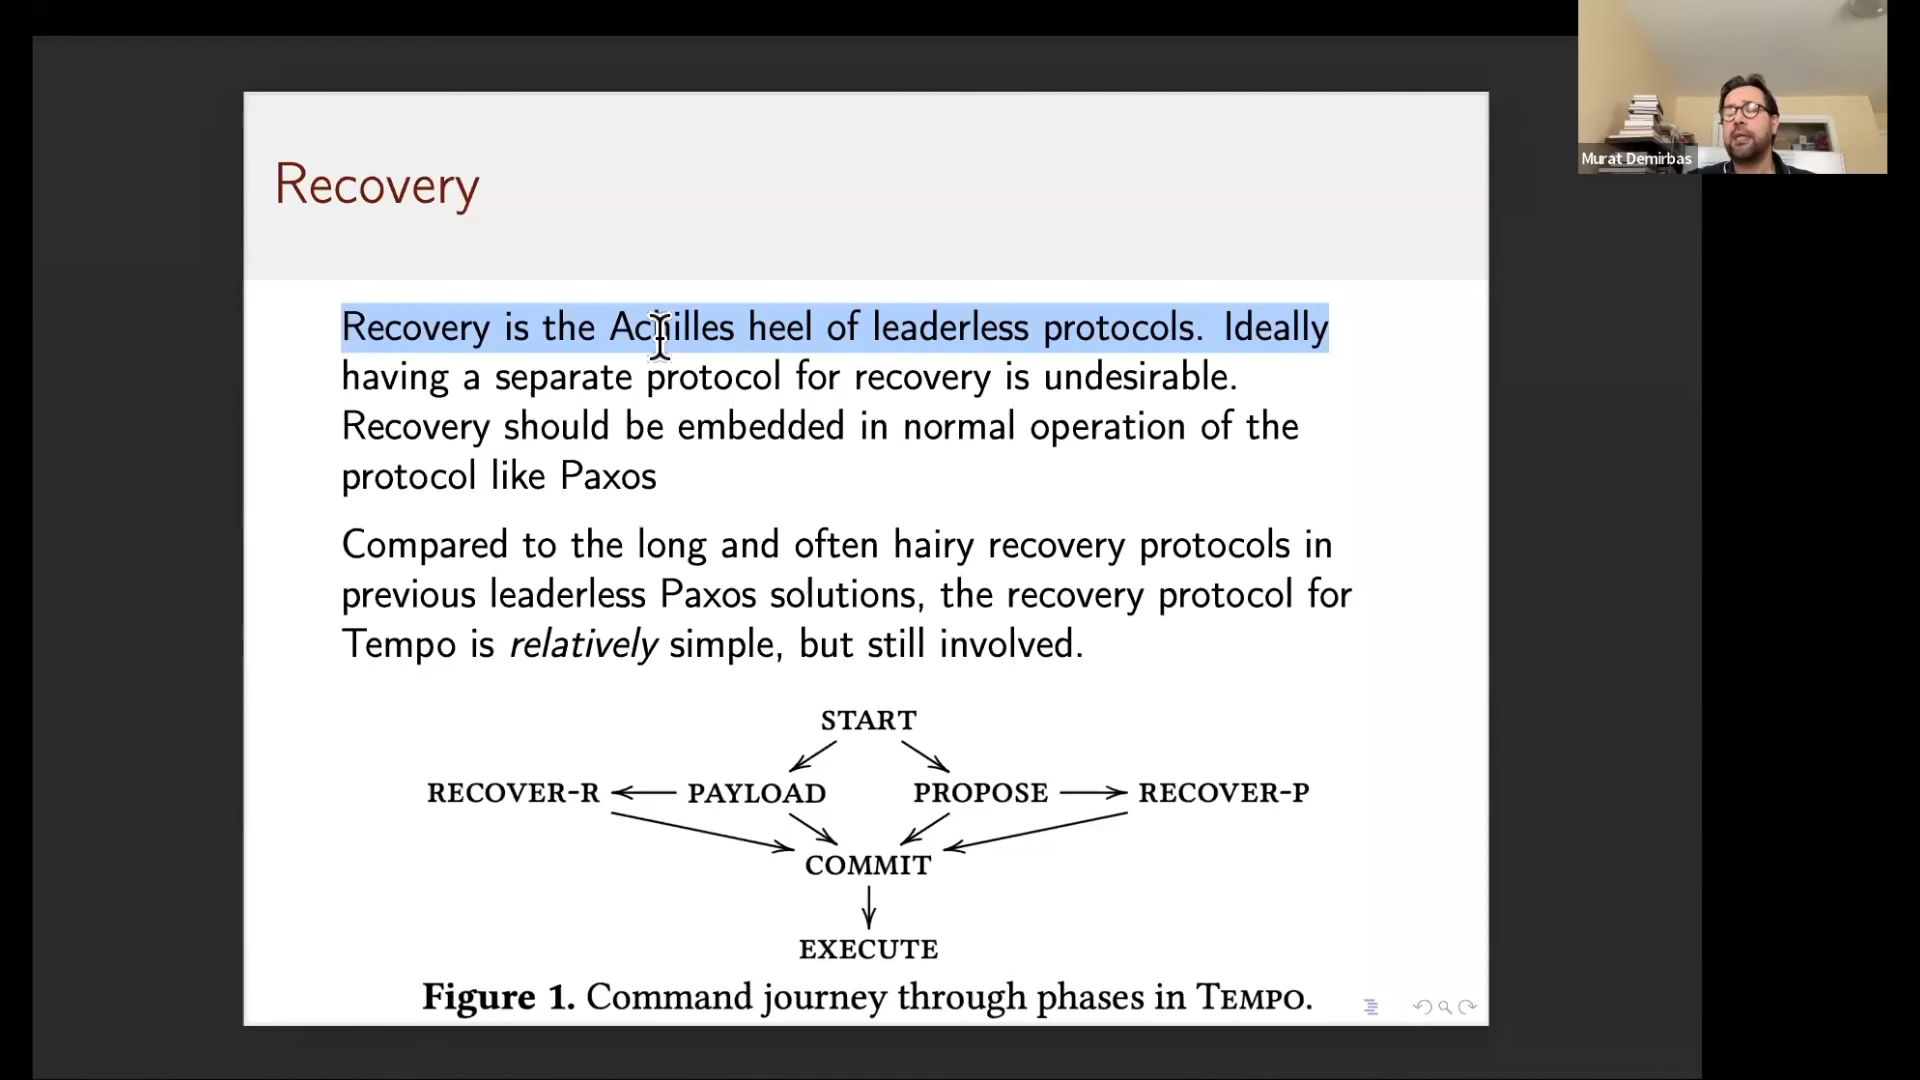 Murat Demirbas
Recovery
Recovery is the Achilles heel of leaderless protocols. Ideally
having a separate protocol for recovery is undesirable.
Recovery should be embedded in normal operation of the
protocol like Paxos
Compared to the long and often hairy recovery protocols in
previous leaderless Paxos solutions, the recovery protocol for
Tempo is relatively simple, but still involved.
START
RECOVER-R PAYLOAD PROPOSE RECOVER-P
COMMIT
EXECUTE
Figure 1. Command journey through phases in TEMPO.